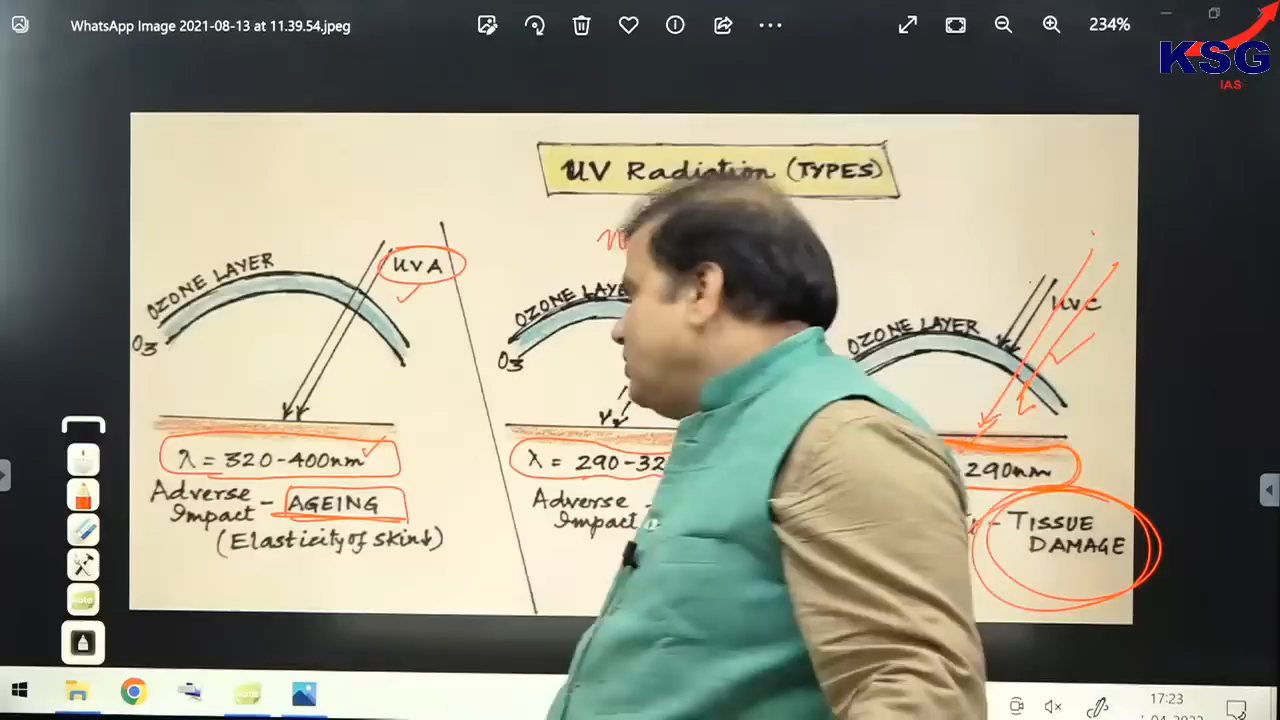 WhatsApp Image 2021-08-13 at 11.39.54.jpeg
234%
KSG
IAS
UV Radiation (TYPES)
OZONE LAYER
O3
UVA
λ = 320-400nm
Adverse Impact - AGEING
(Elasticity of skin↓)
OZONE LAYE
O3
λ = 290-32
Adverse Impact
OZONE LAYER
UVC
290nm
- TISSUE
DAMAGE
17:23